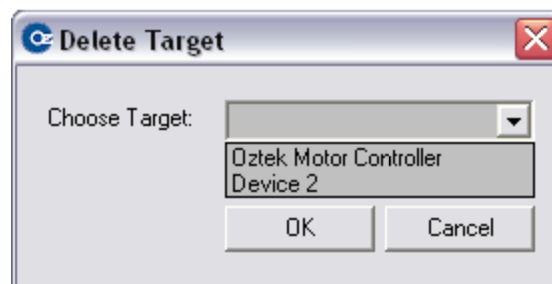 Delete Target
Choose Target:
Oztek Motor Controller
Device 2
OK Cancel